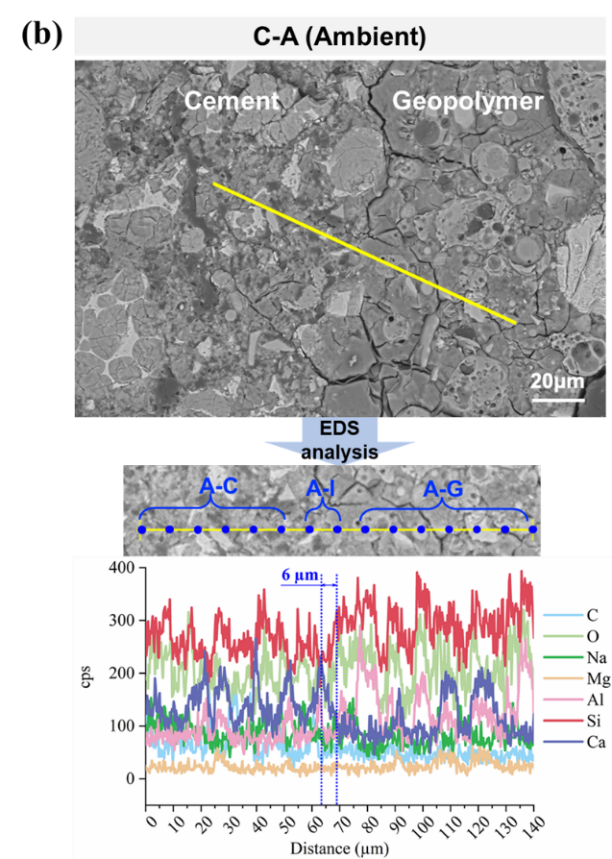 (b)
C-A (Ambient)
Cement Geopolymer
20μm
EDS
analysis
A-C A-I A-G
400
300
200
100
0
cps
6 μm
C
O
Na
Mg
Al
Si
Ca
0 10 20 30 40 50 60 70 80 90 100 110 120 130 140
Distance (μm)